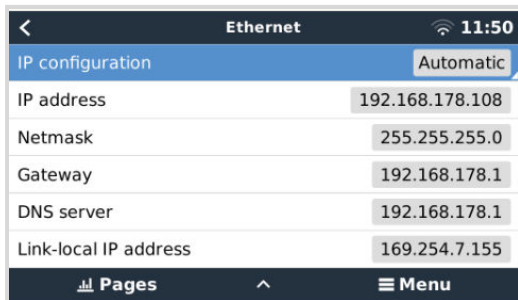 Ethernet 11:50
IP configuration Automatic
IP address 192.168.178.108
Netmask 255.255.255.0
Gateway 192.168.178.1
DNS server 192.168.178.1
Link-local IP address 169.254.7.155
Pages Menu